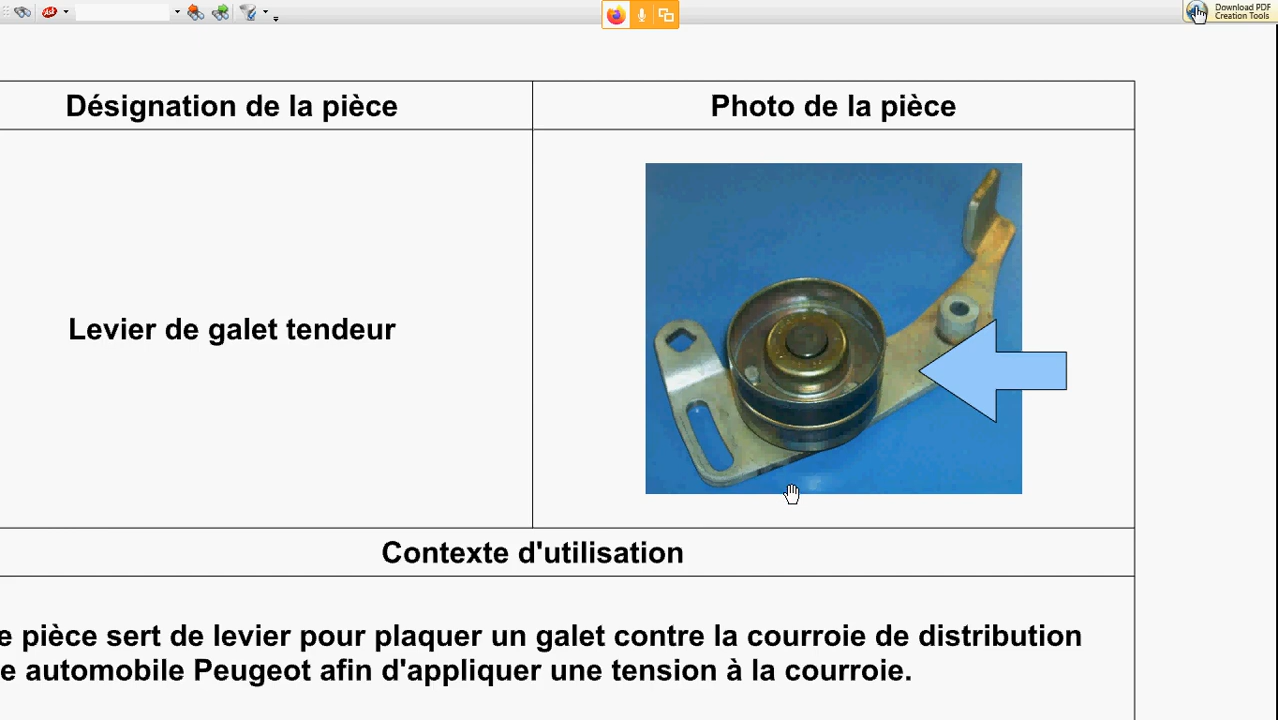 Download PDF
Creation Tools
Désignation de la pièce
Photo de la pièce
Levier de galet tendeur
Contexte d'utilisation
e pièce sert de levier pour plaquer un galet contre la courroie de distribution
e automobile Peugeot afin d'appliquer une tension à la courroie.